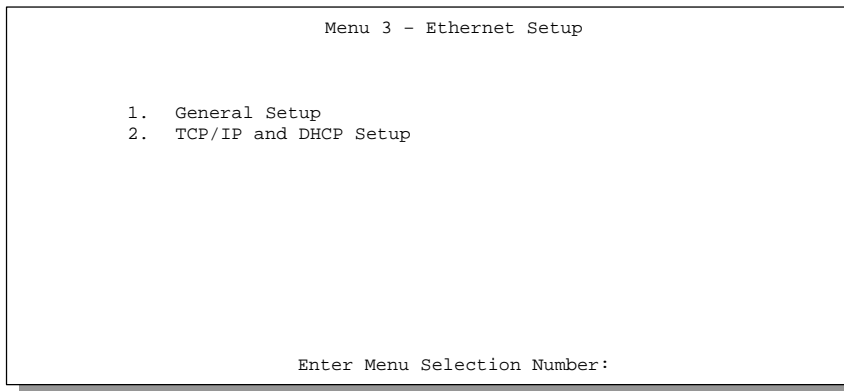 Menu 3 – Ethernet Setup
1. General Setup
2. TCP/IP and DHCP Setup
Enter Menu Selection Number: